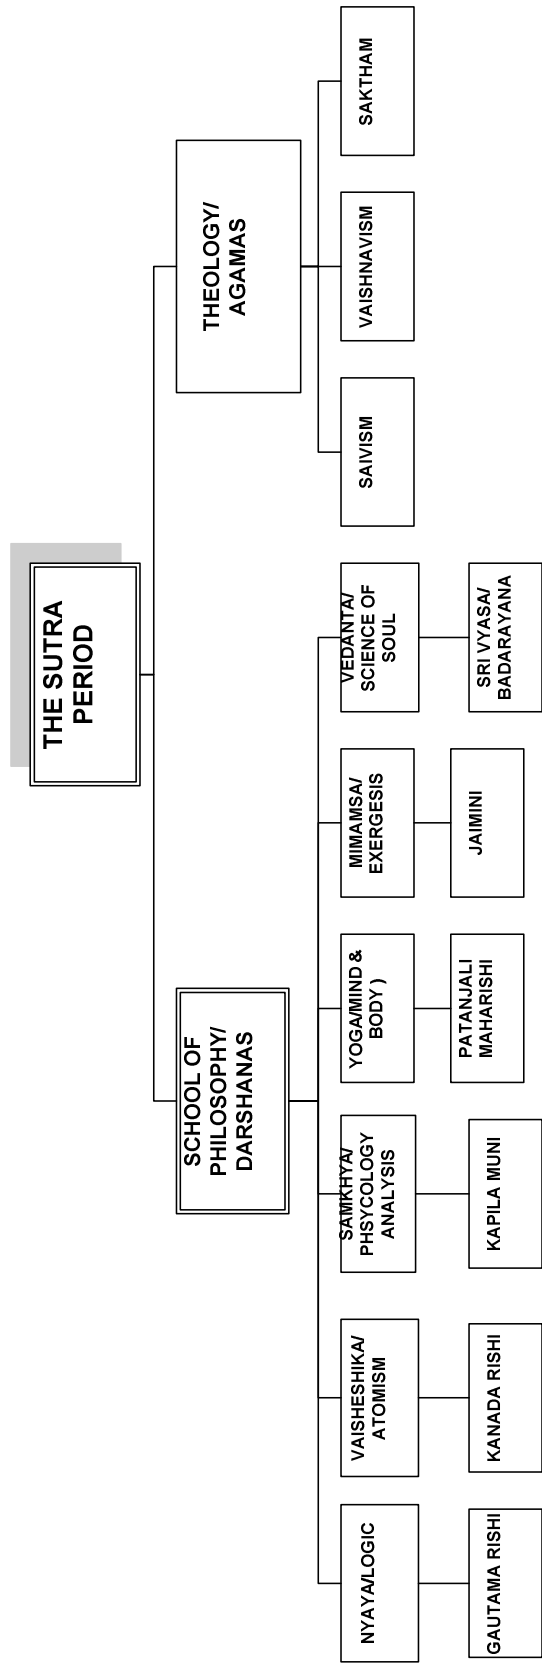 THE SUTRA
PERIOD
SCHOOL OF
PHILOSOPHY/
DARSHANAS
THEOLOGY/
AGAMAS
NYAYA/LOGIC
VAISHESHIKA/
ATOMISM
SAMKHYA/
PHSYCOLOGY
ANALYSIS
YOGA/MIND &
BODY )
MIMAMSA/
EXERGESIS
VEDANTA/
SCIENCE OF
SOUL
SAIVISM
VAISHNAVISM
SAKTHAM
GAUTAMA RISHI
KANADA RISHI
KAPILA MUNI
PATANJALI
MAHARISHI
JAIMINI
SRI VYASA/
BADARAYANA